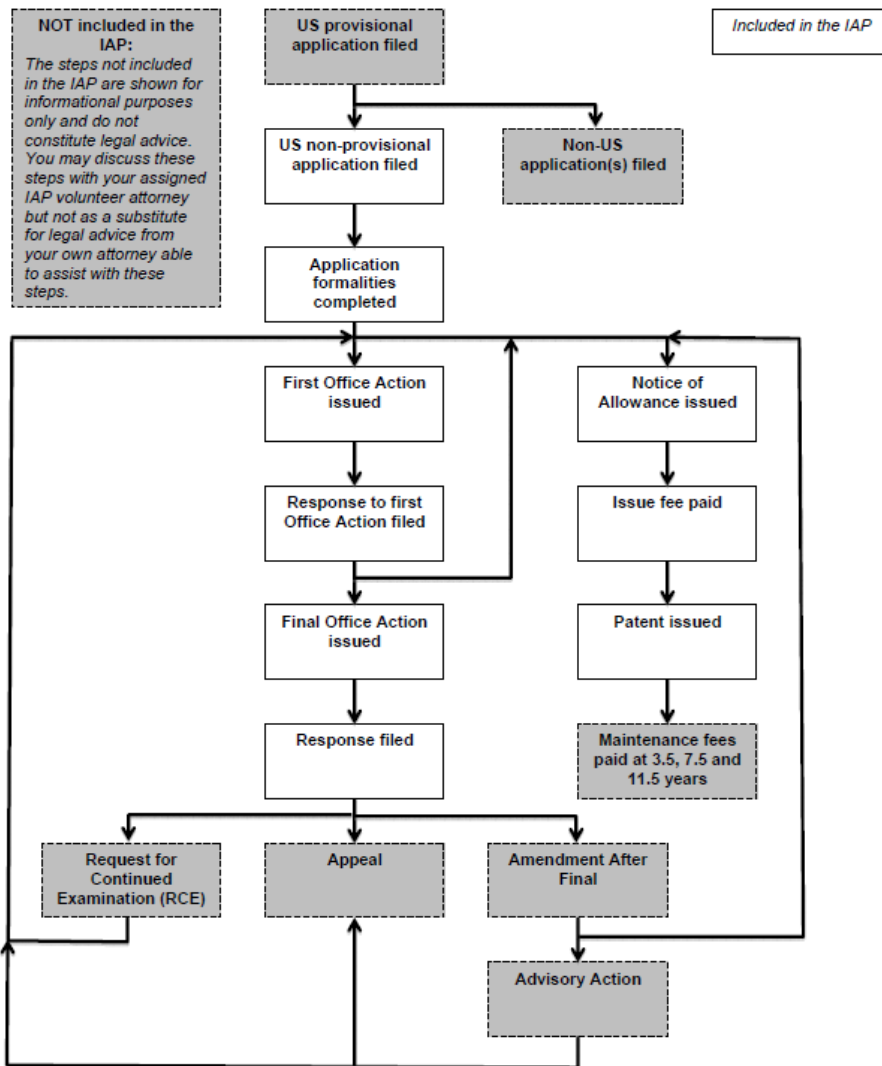 NOT included in the
IAP:
The steps not included
in the IAP are shown for
informational purposes
only and do not
constitute legal advice.
You may discuss these
steps with your assigned
IAP volunteer attorney
but not as a substitute
for legal advice from
your own attorney able
to assist with these
steps.
US provisional
application filed
Included in the IAP
US non-provisional
application filed
Non-US
application(s) filed
Application
formalities
completed
First Office Action
issued
Notice of
Allowance issued
Response to first
Office Action filed
Issue fee paid
Final Office Action
issued
Patent issued
Response filed
Maintenance fees
paid at 3.5, 7.5 and
11.5 years
Request for
Continued
Examination (RCE)
Appeal
Amendment After
Final
Advisory Action